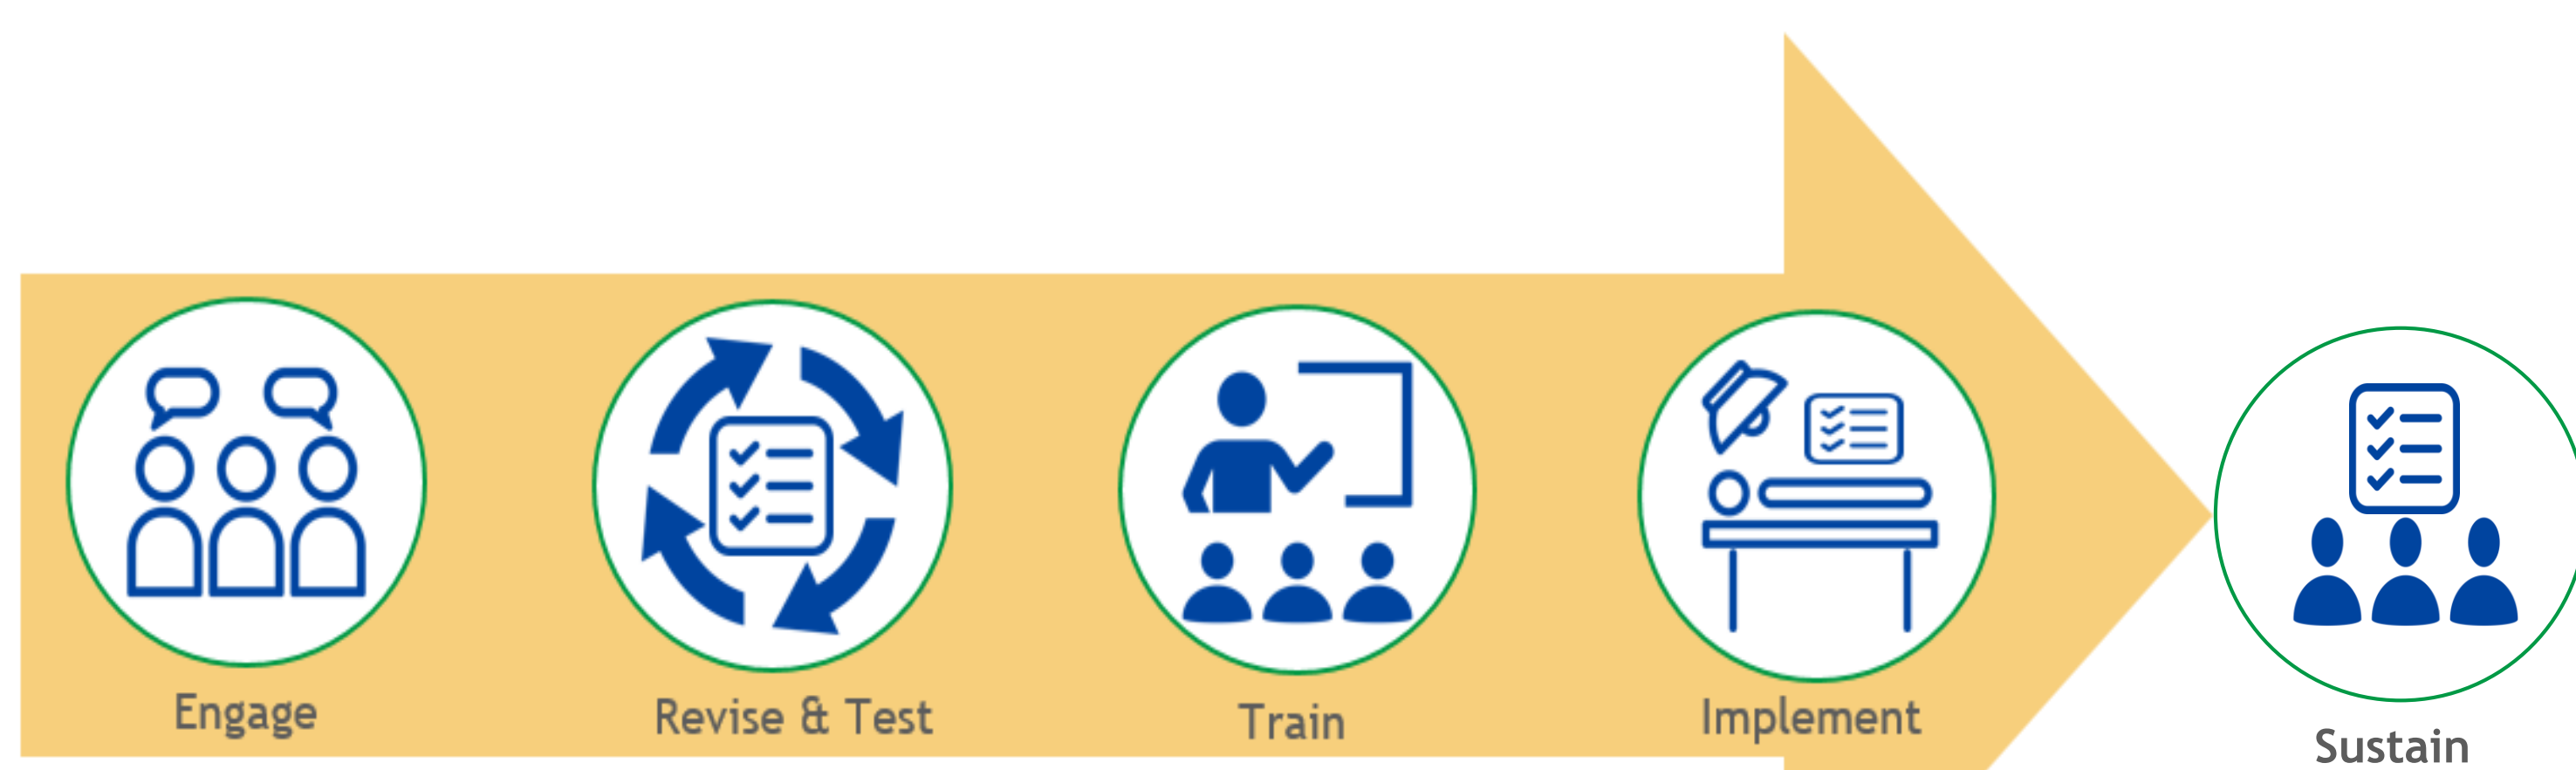 Engage
Revise & Test
Train
Implement
Sustain